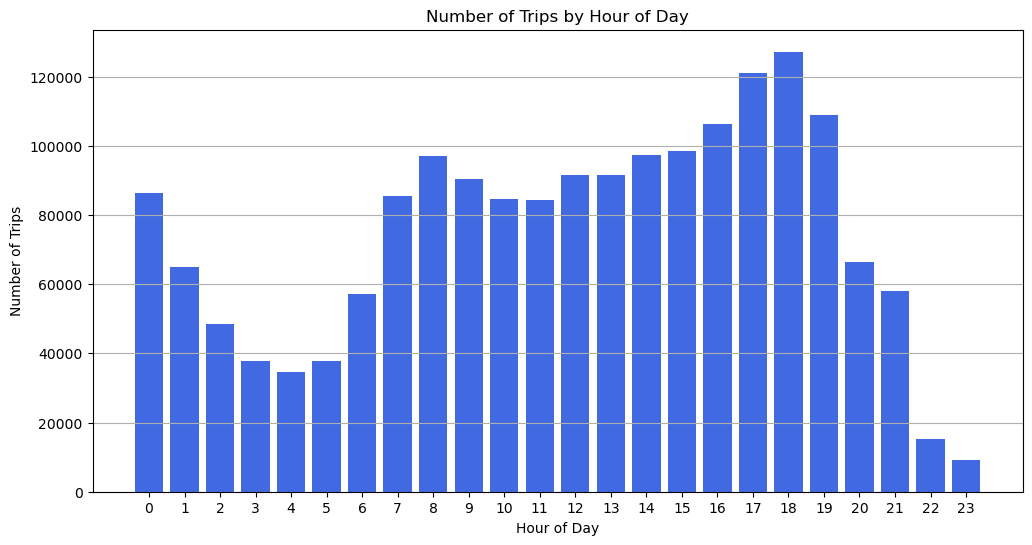 Number of Trips by Hour of Day
Number of Trips
120000
100000
80000
60000
40000
20000
0
0 1 2 3 4 5 6 7 8 9 10 11 12 13 14 15 16 17 18 19 20 21 22 23
Hour of Day